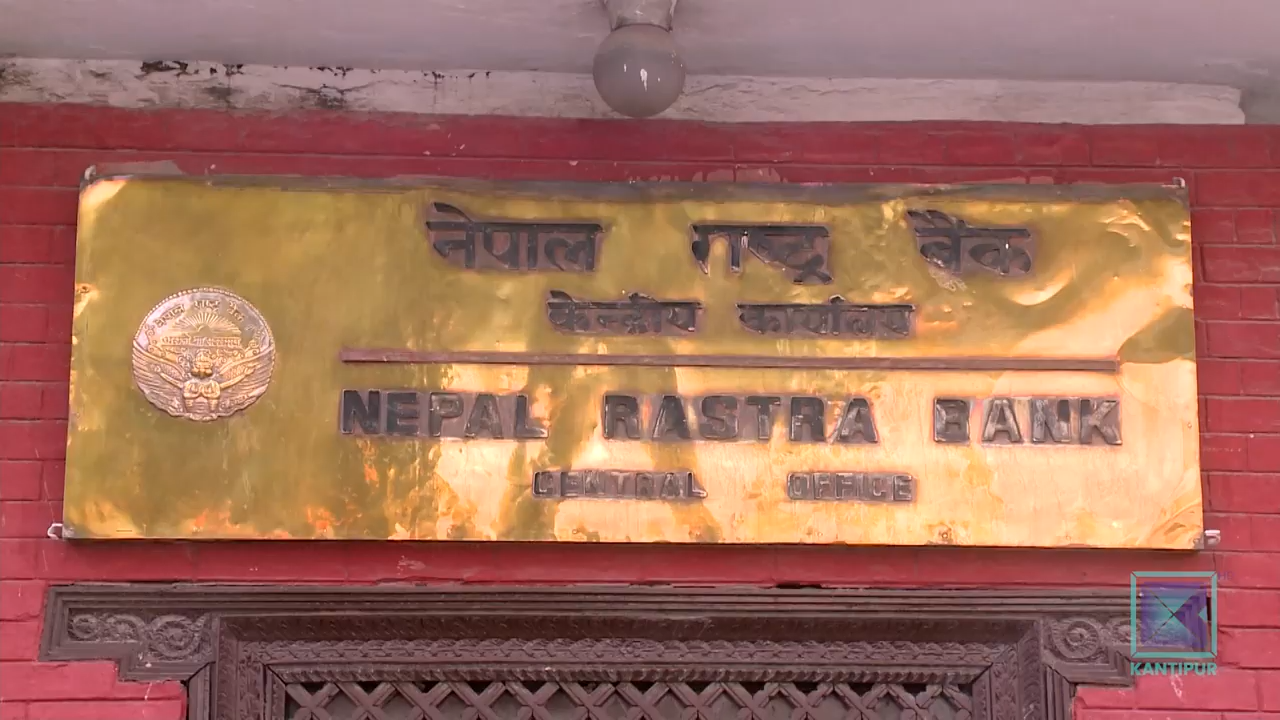 नेपाल राष्ट्र बैंक
केन्द्रीय कार्यालय
NEPAL RASTRA BANK
CENTRAL OFFICE
KANTIPUR